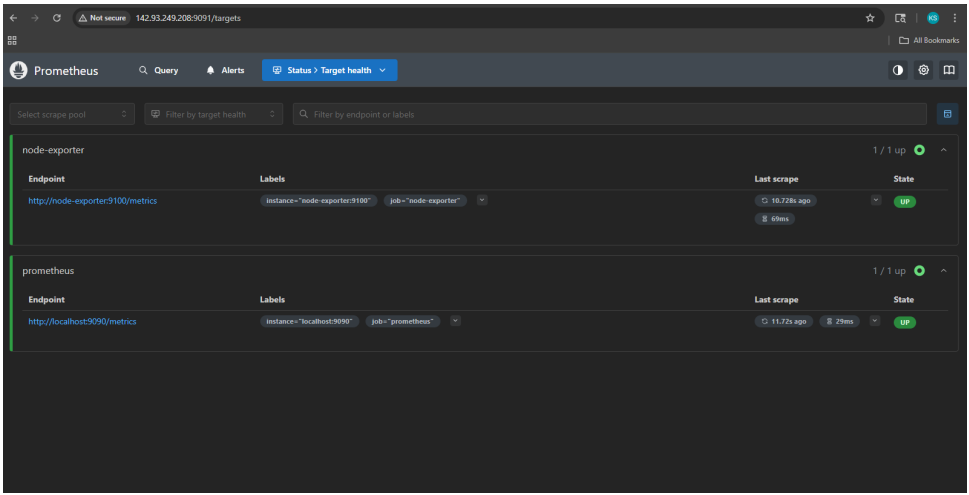 Not secure 142.93.249.208:9091/targets
KS
All Bookmarks
Prometheus Query Alerts Status > Target health
Select scrape pool Filter by target health Filter by endpoint or labels
node-exporter 1 / 1 up
Endpoint Labels Last scrape State
http://node-exporter:9100/metrics instance="node-exporter:9100" job="node-exporter" 10.728s ago UP
69ms
prometheus 1 / 1 up
Endpoint Labels Last scrape State
http://localhost:9090/metrics instance="localhost:9090" job="prometheus" 11.72s ago 29ms UP